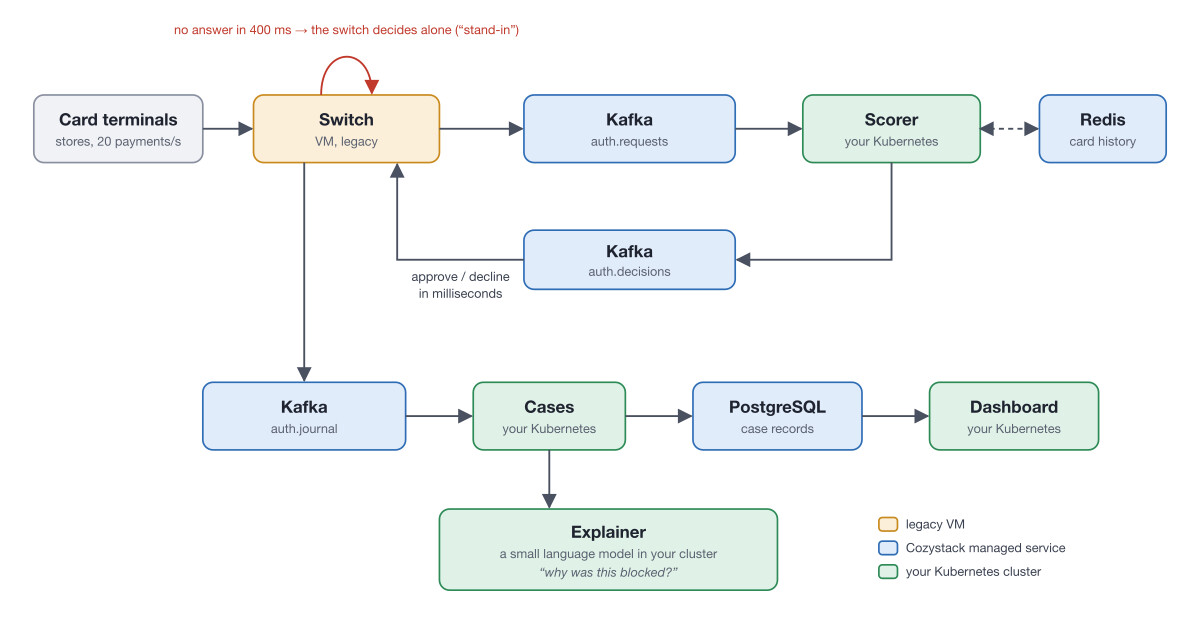 no answer in 400 ms → the switch decides alone (“stand-in”)
Card terminals
stores, 20 payments/s
Switch
VM, legacy
Kafka
auth.requests
Scorer
your Kubernetes
Redis
card history
Kafka
auth.decisions
approve / decline
in milliseconds
Kafka
auth.journal
Cases
your Kubernetes
PostgreSQL
case records
Dashboard
your Kubernetes
Explainer
a small language model in your cluster
“why was this blocked?”
legacy VM
Cozystack managed service
your Kubernetes cluster